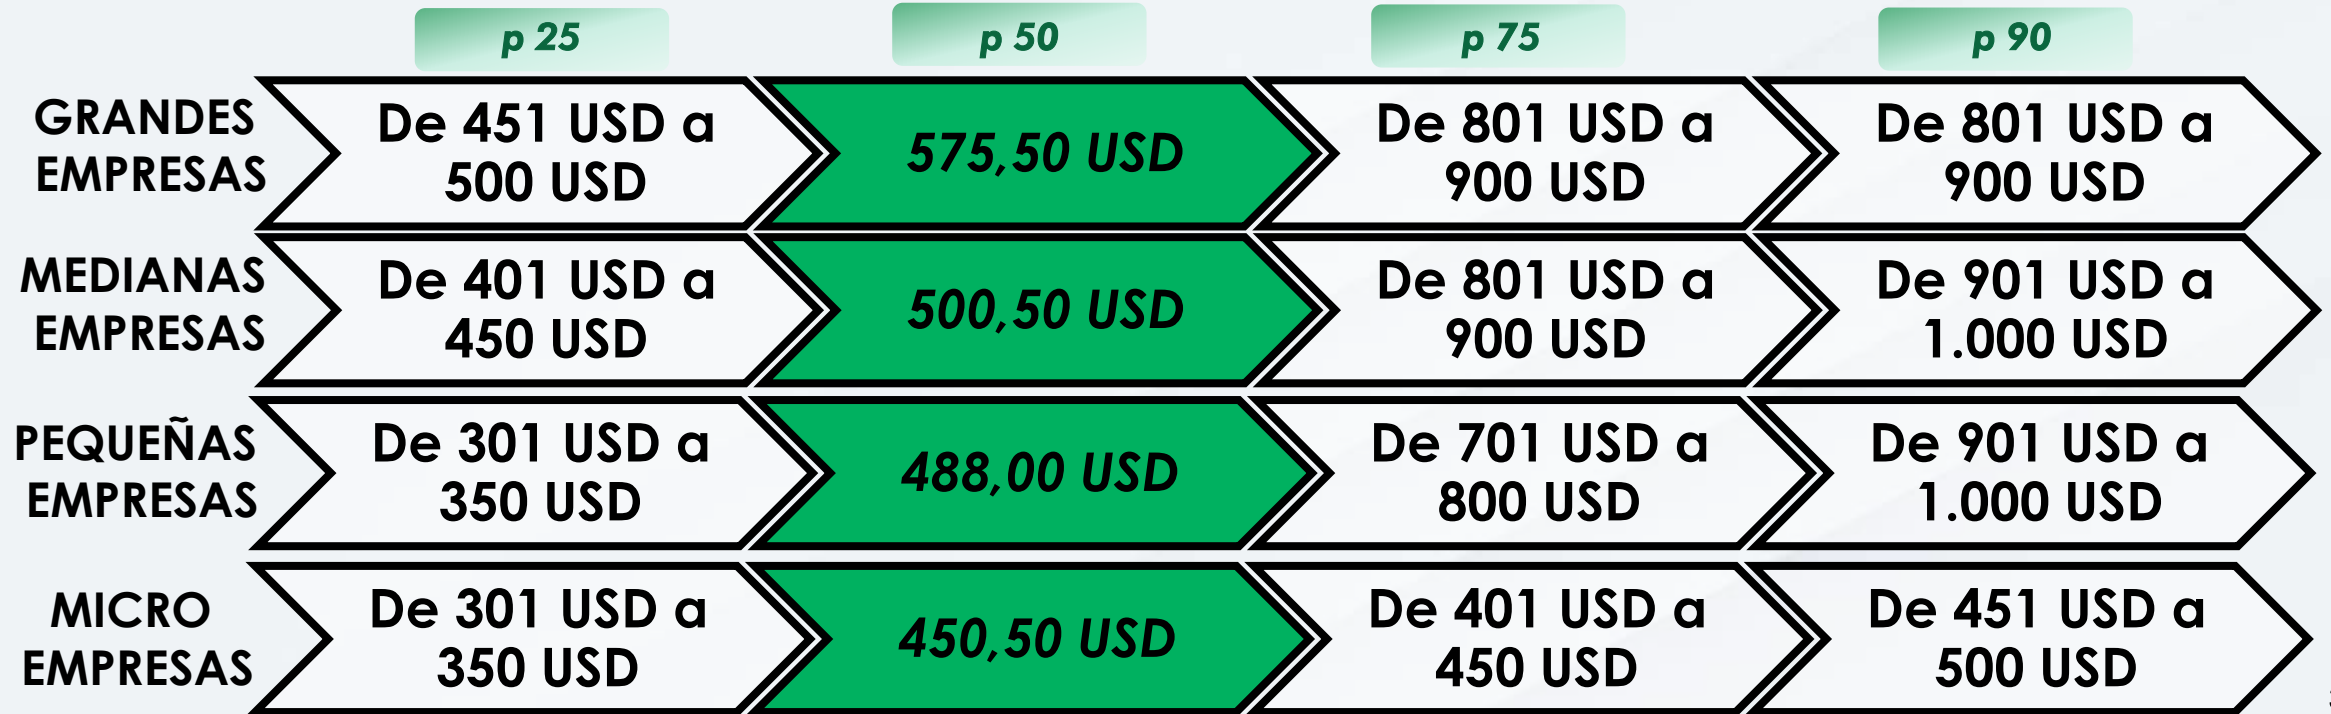 p 25
p 50
p 75
p 90
GRANDES
EMPRESAS
De 451 USD a
500 USD
575,50 USD
De 801 USD a
900 USD
De 801 USD a
900 USD
MEDIANAS
EMPRESAS
De 401 USD a
450 USD
500,50 USD
De 801 USD a
900 USD
De 901 USD a
1.000 USD
PEQUEÑAS
EMPRESAS
De 301 USD a
350 USD
488,00 USD
De 701 USD a
800 USD
De 901 USD a
1.000 USD
MICRO
EMPRESAS
De 301 USD a
350 USD
450,50 USD
De 401 USD a
450 USD
De 451 USD a
500 USD